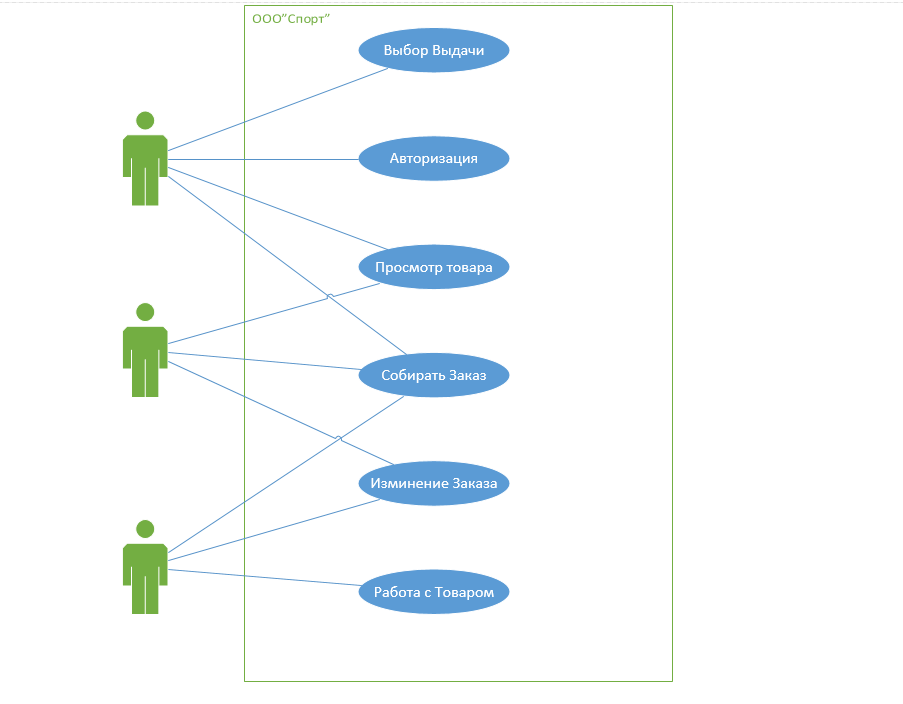 ООО”Спорт”
Выбор Выдачи
Авторизация
Просмотр товара
Собирать Заказ
Изминение Заказа
Работа с Товаром